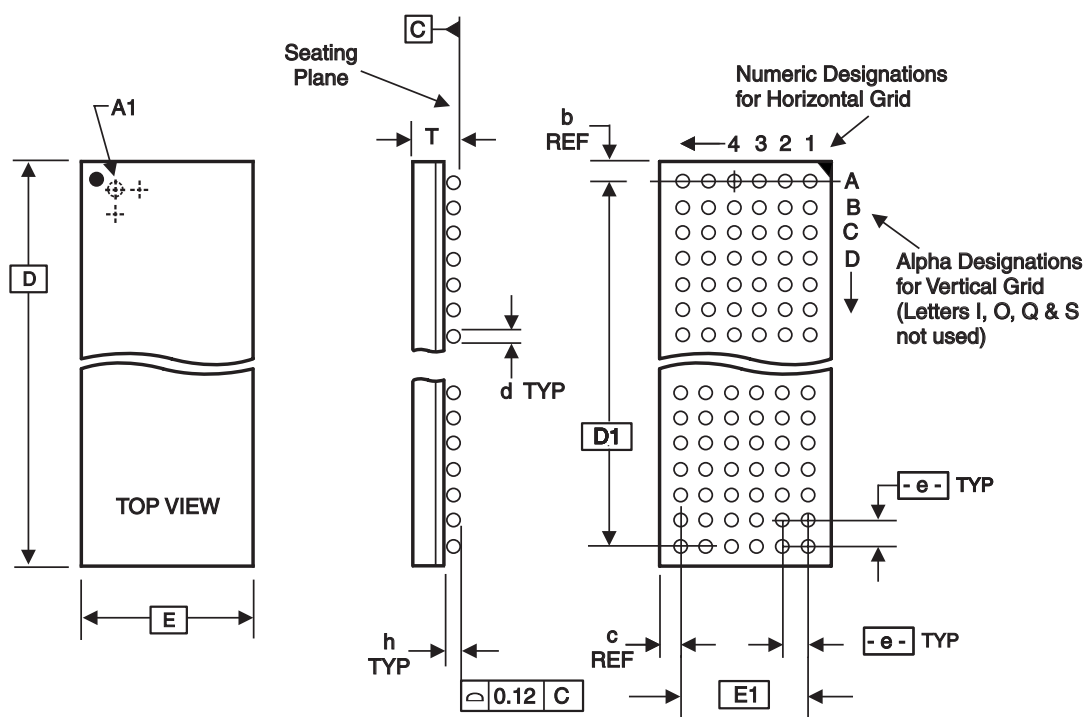 C
Seating
Plane
Numeric Designations
for Horizontal Grid
A1
b
REF
T
4 3 2 1
A
B
C
D
Alpha Designations
for Vertical Grid
(Letters I, O, Q & S
not used)
D
d TYP
D1
- e - TYP
TOP VIEW
E
h
TYP
c
REF
- e - TYP
0.12 C
E1